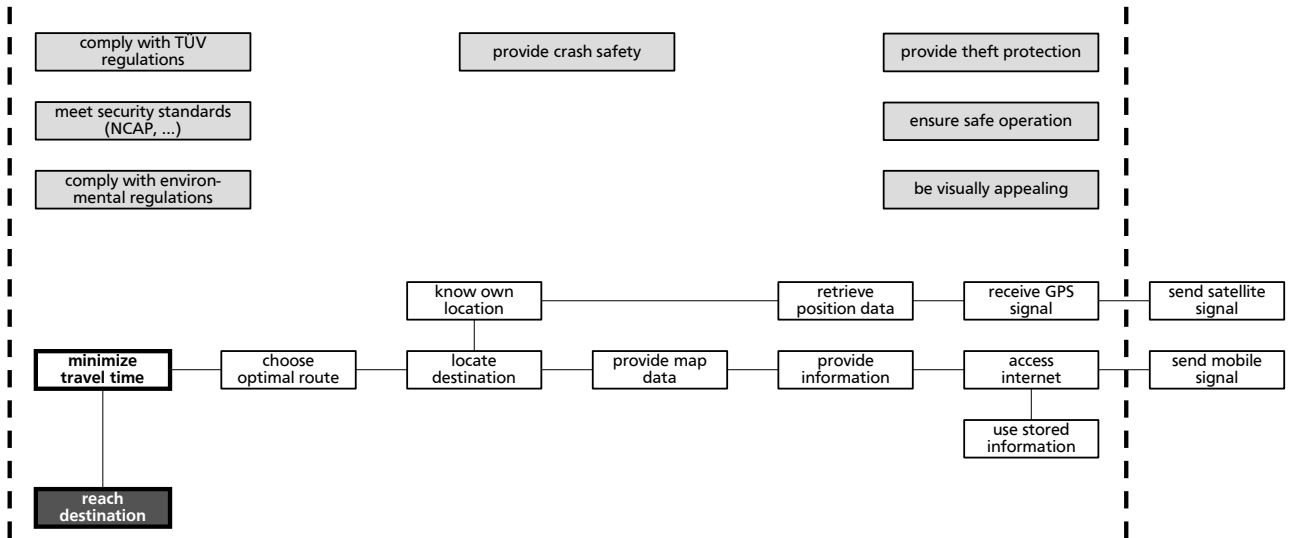 comply with TÜV
regulations
provide crash safety
provide theft protection
meet security standards
(NCAP, ...)
ensure safe operation
comply with environ-
mental regulations
be visually appealing
know own
location
retrieve
position data
receive GPS
signal
send satellite
signal
minimize
travel time
choose
optimal route
locate
destination
provide map
data
provide
information
access
internet
send mobile
signal
use stored
information
reach
destination